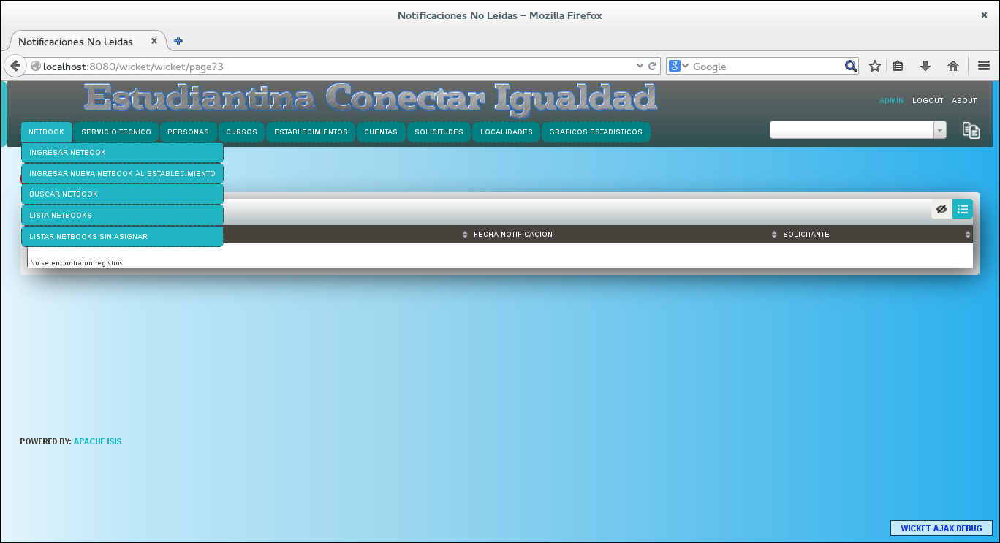 Notificaciones No Leidas – Mozilla Firefox
Notificaciones No Leidas
localhost:8080/wicket/wicket/page?3
Google
Estudiantina Conectar Igualdad
ADMIN LOGOUT ABOUT
NETBOOK SERVICIO TECNICO PERSONAS CURSOS ESTABLECIMIENTOS CUENTAS SOLICITUDES LOCALIDADES GRAFICOS ESTADISTICOS
INGRESAR NETBOOK
INGRESAR NUEVA NETBOOK AL ESTABLECIMIENTO
BUSCAR NETBOOK
LISTA NETBOOKS
LISTAR NETBOOKS SIN ASIGNAR
FECHA NOTIFICACION SOLICITANTE
No se encontraron registros
POWERED BY: APACHE ISIS
WICKET AJAX DEBUG